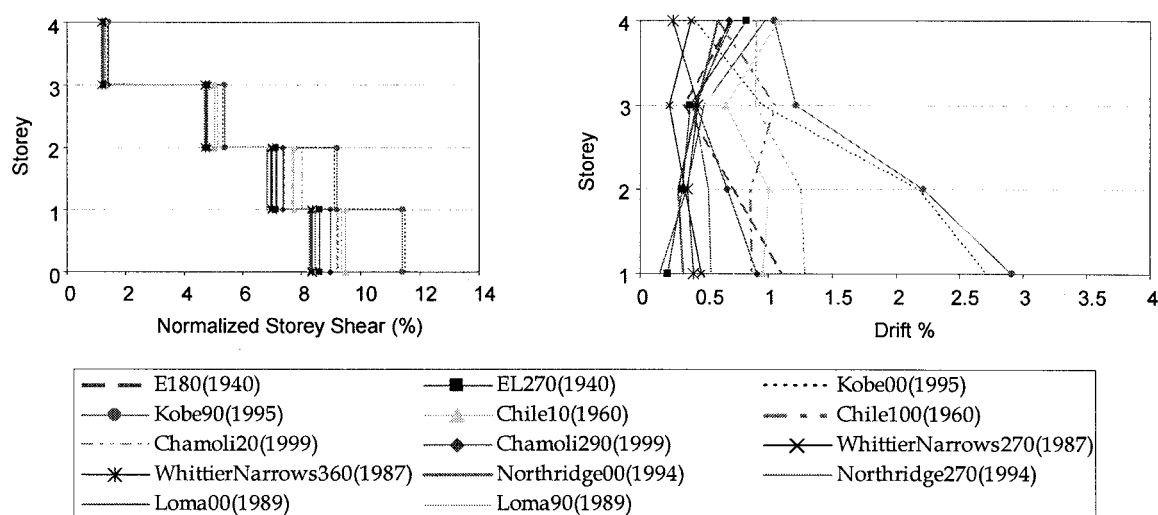 4
3
2
1
0
Storey
0 2 4 6 8 10 12 14
Normalized Storey Shear (%)
4
3
2
1
Storey
0 0.5 1 1.5 2 2.5 3 3.5 4
Drift %
E180(1940) EL270(1940) Kobe00(1995)
Kobe90(1995) Chile10(1960) Chile100(1960)
Chamoli20(1999) Chamoli290(1999) WhittierNarrows270(1987)
WhittierNarrows360(1987) Northridge00(1994) Northridge270(1994)
Loma00(1989) Loma90(1989)